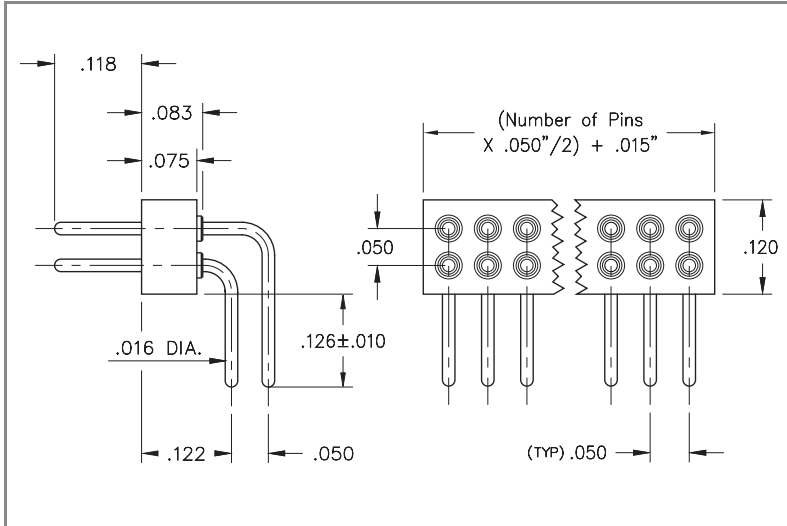 .118
.083
.075
(Number of Pins
X .050"/2) + .015"
.050
.120
.016 DIA.
.126±.010
.122
.050
(TYP) .050